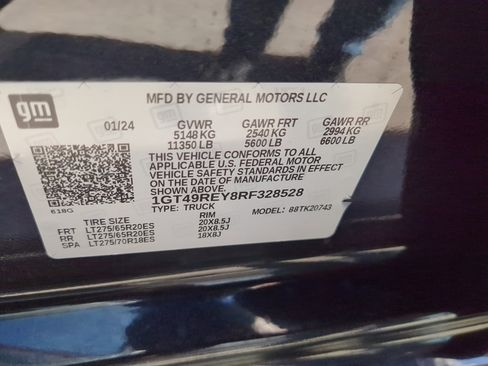 gm
MFD BY GENERAL MOTORS LLC
01/24 GVWR GAWR FRT GAWR RR
5148 KG 2540 KG 2994 KG
11350 LB 5600 LB 6600 LB
THIS VEHICLE CONFORMS TO ALL
APPLICABLE U.S. FEDERAL MOTOR
VEHICLE SAFETY STANDARDS IN EFFECT
ON THE DATE OF MANUFACTURE
SHOWN ABOVE.
1GT49REY8RF328528
618G TYPE: TRUCK MODEL: 88TK20743
TIRE SIZE RIM
FRT LT275/65R20ES 20X8.5J
RR LT275/65R20ES 20X8.5J
SPA LT275/70R18ES 18X8J